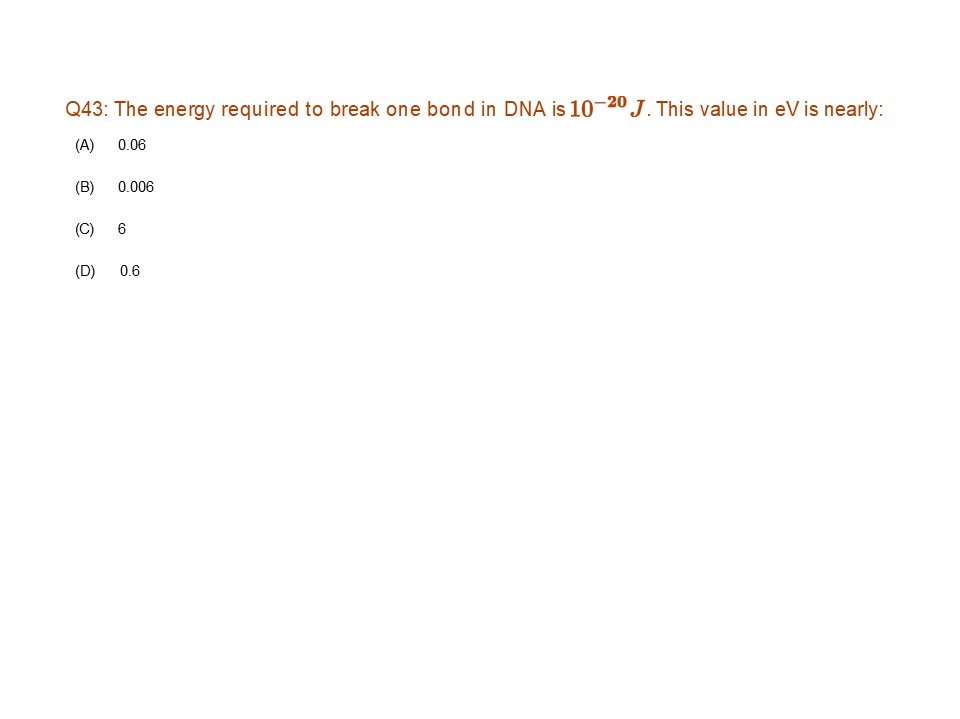 Q43: The energy required to break one bond in DNA is 10⁻²⁰ J. This value in eV is nearly:
(A) 0.06
(B) 0.006
(C) 6
(D) 0.6